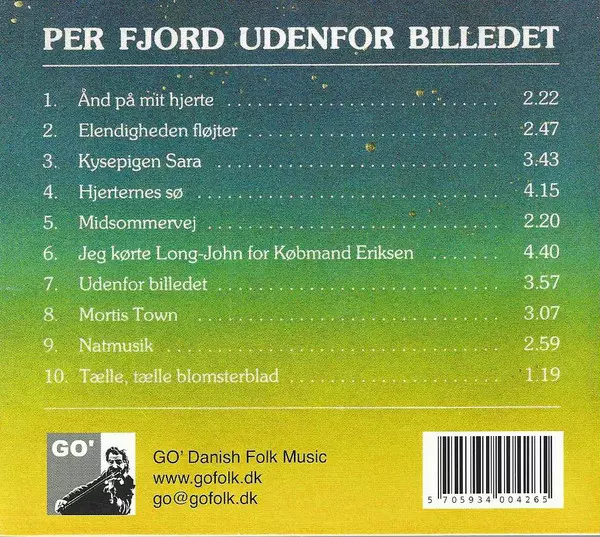 PER FJORD UDENFOR BILLEDET
1. Ånd på mit hjerte 2.22
2. Elendigheden fløjter 2.47
3. Kysepigen Sara 3.43
4. Hjerternes sø 4.15
5. Midsommervej 2.20
6. Jeg kørte Long-John for Købmand Eriksen 4.40
7. Udenfor billedet 3.57
8. Mortis Town 3.07
9. Natmusik 2.59
10. Tælle, tælle blomsterblad 1.19
GO'
GO' Danish Folk Music
www.gofolk.dk
go@gofolk.dk
5 705934 004265